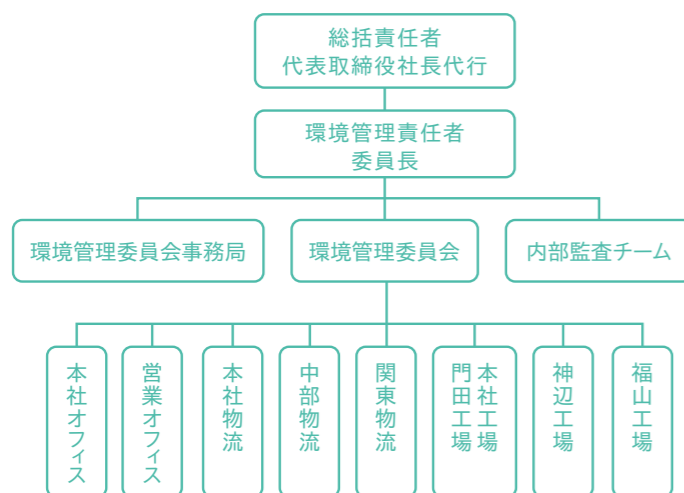 総括責任者
代表取締役社長代行
環境管理責任者
委員長
環境管理委員会事務局
環境管理委員会
内部監査チーム
本社オフィス
営業オフィス
本社物流
中部物流
関東物流
本社工場
門田工場
神辺工場
福山工場